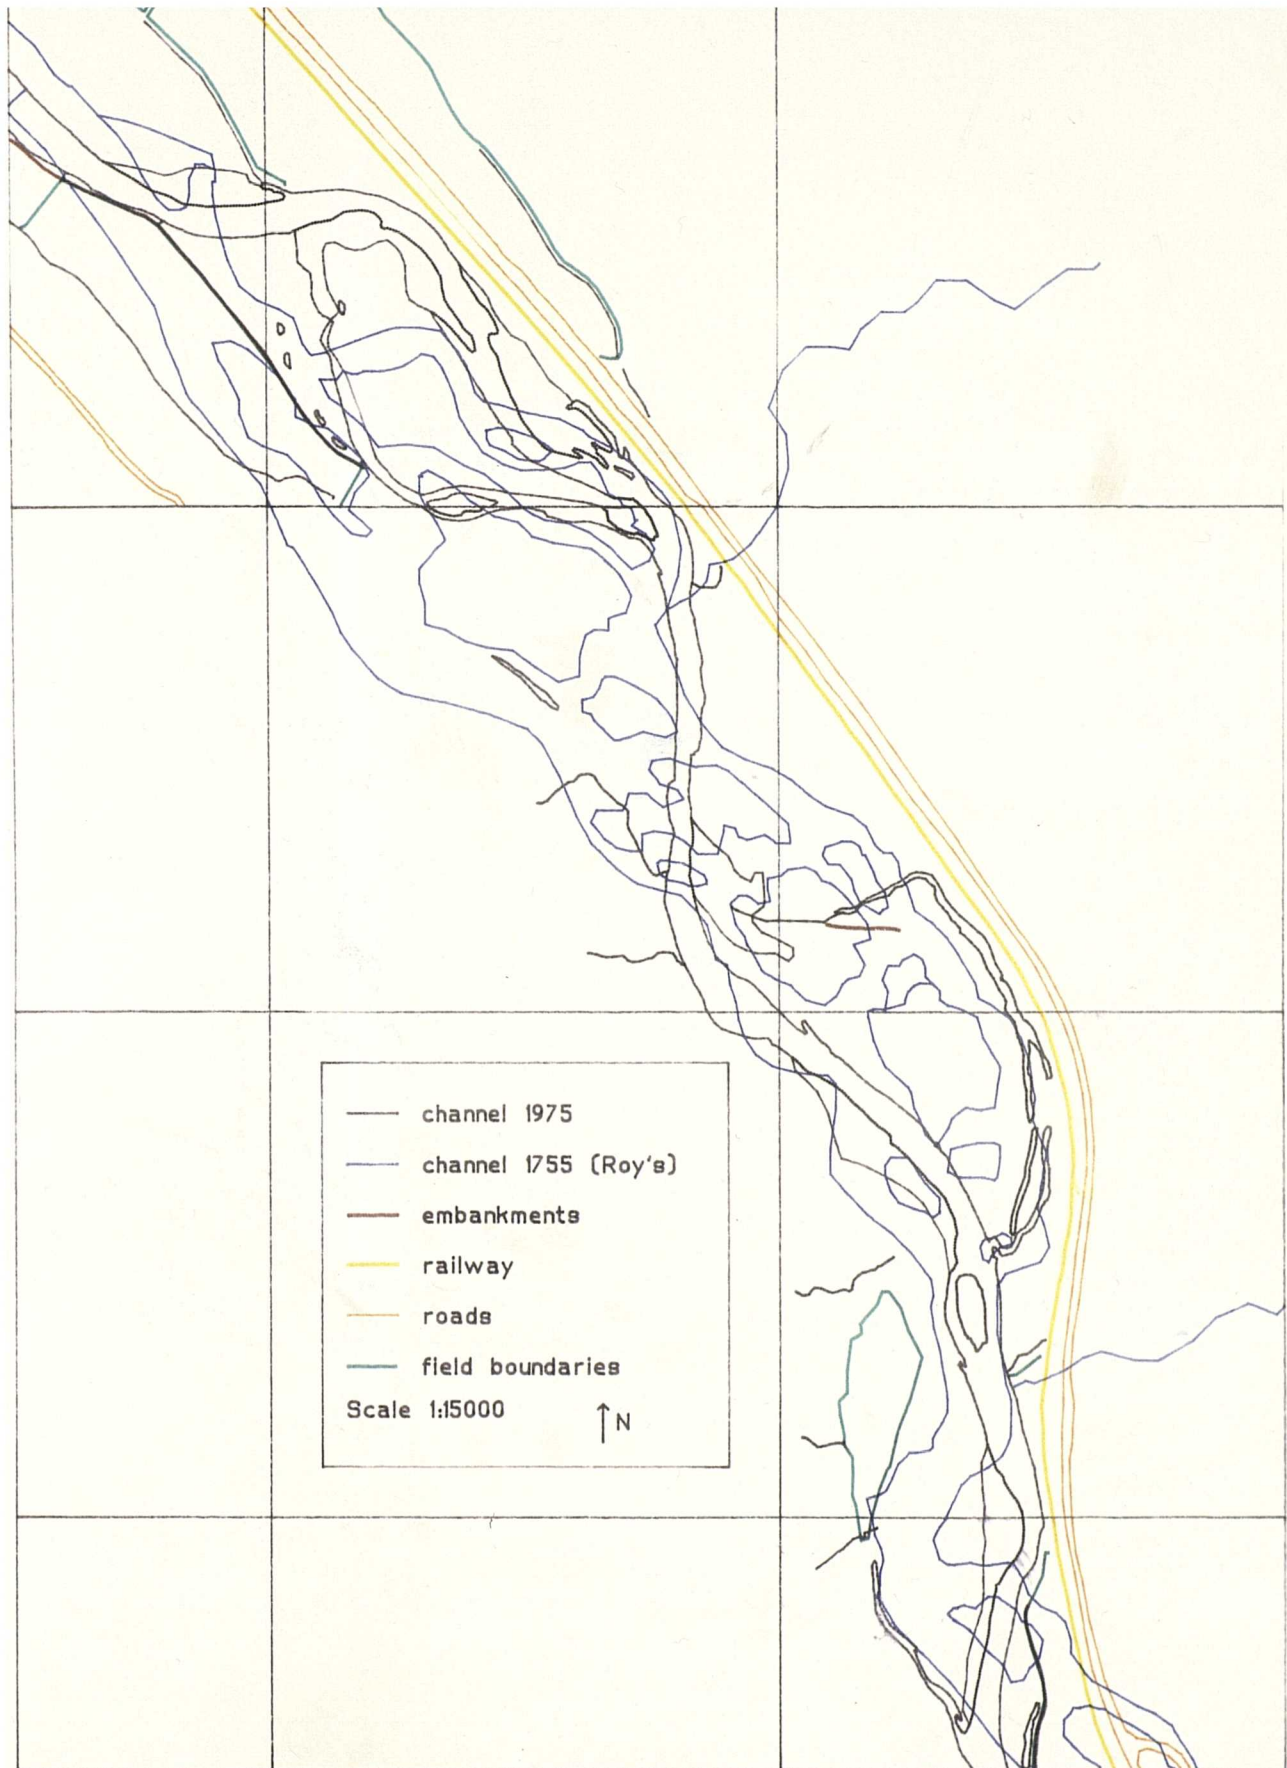 channel 1975
channel 1755 (Roy's)
embankments
railway
roads
field boundaries
Scale 1:15000
N